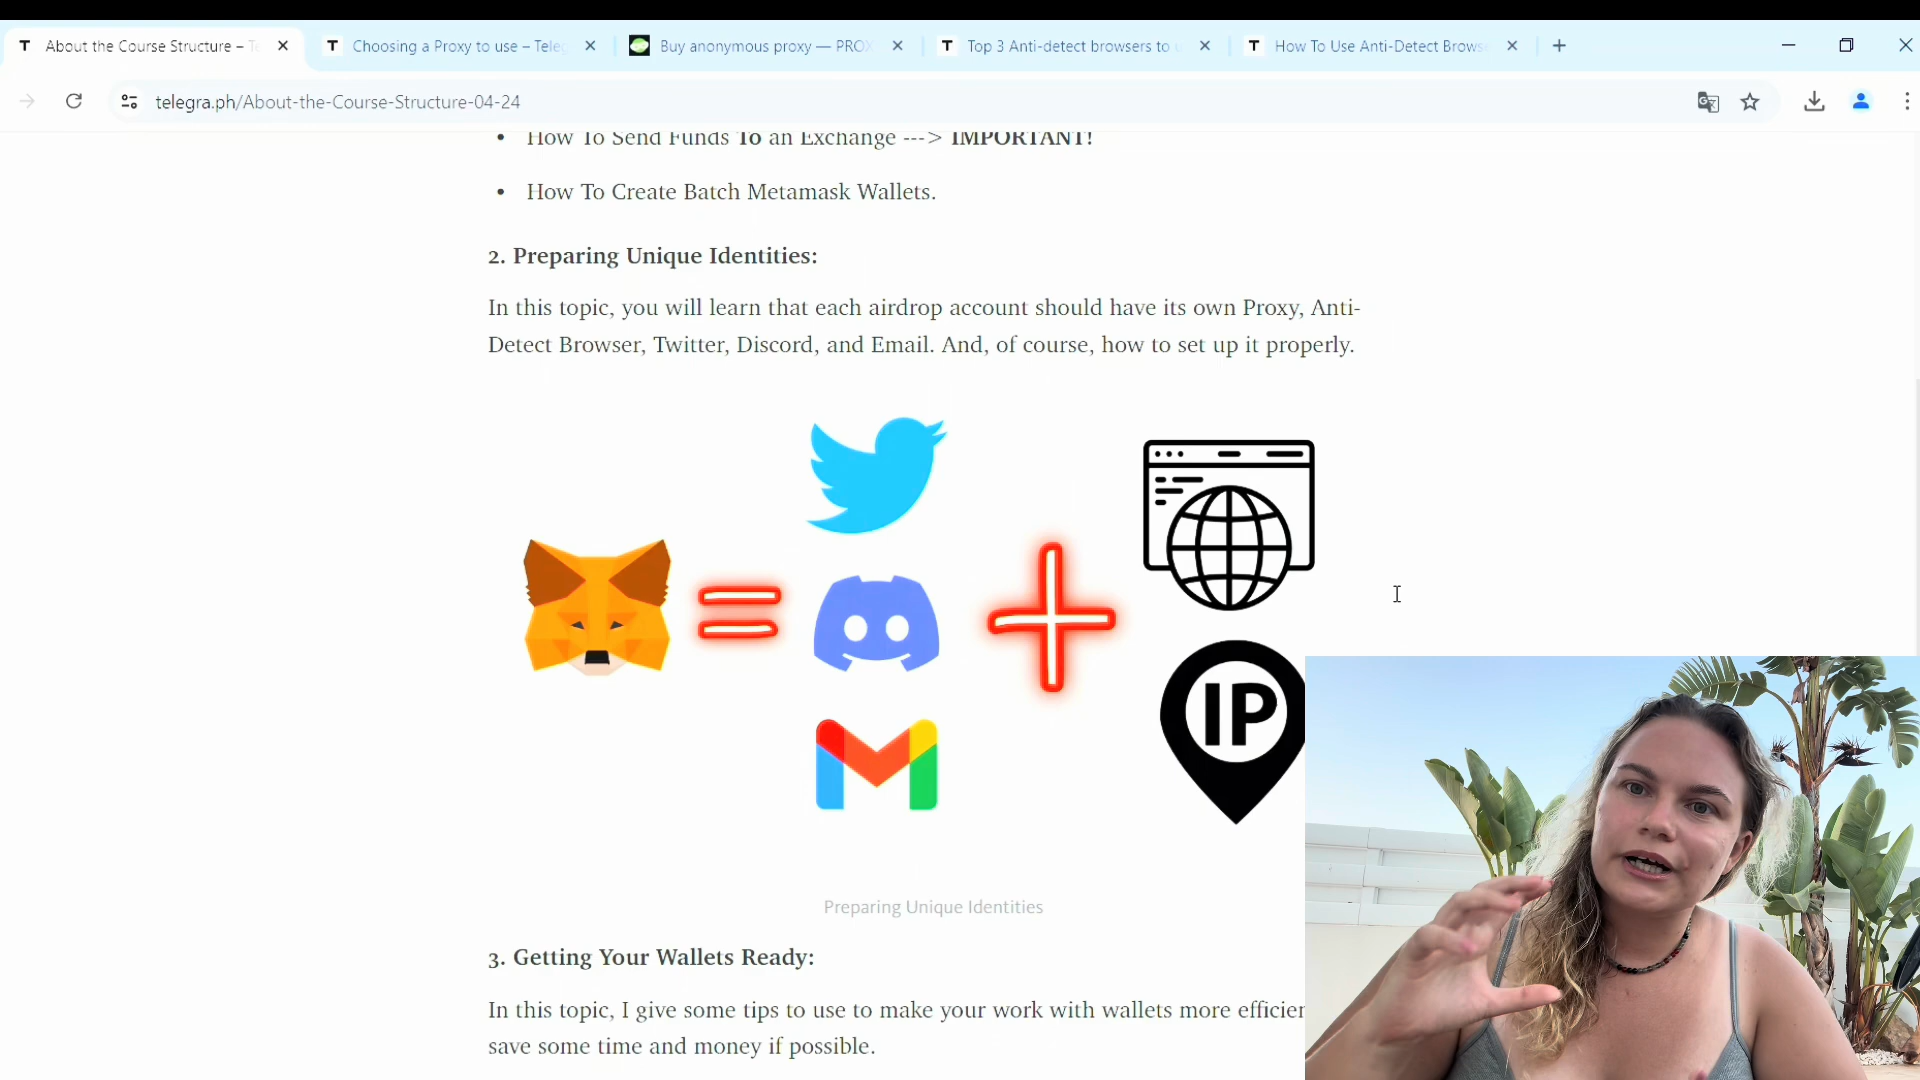 T About the Course Structure – Te
T Choosing a Proxy to use – Teleg
Buy anonymous proxy — PROX
T Top 3 Anti-detect browsers to u
T How To Use Anti-Detect Browse
telegra.ph/About-the-Course-Structure-04-24
• How To Send Funds To an Exchange ---> IMPORTANT!
• How To Create Batch Metamask Wallets.
2. Preparing Unique Identities:
In this topic, you will learn that each airdrop account should have its own Proxy, Anti-
Detect Browser, Twitter, Discord, and Email. And, of course, how to set up it properly.
IP
Preparing Unique Identities
3. Getting Your Wallets Ready:
In this topic, I give some tips to use to make your work with wallets more efficien
save some time and money if possible.